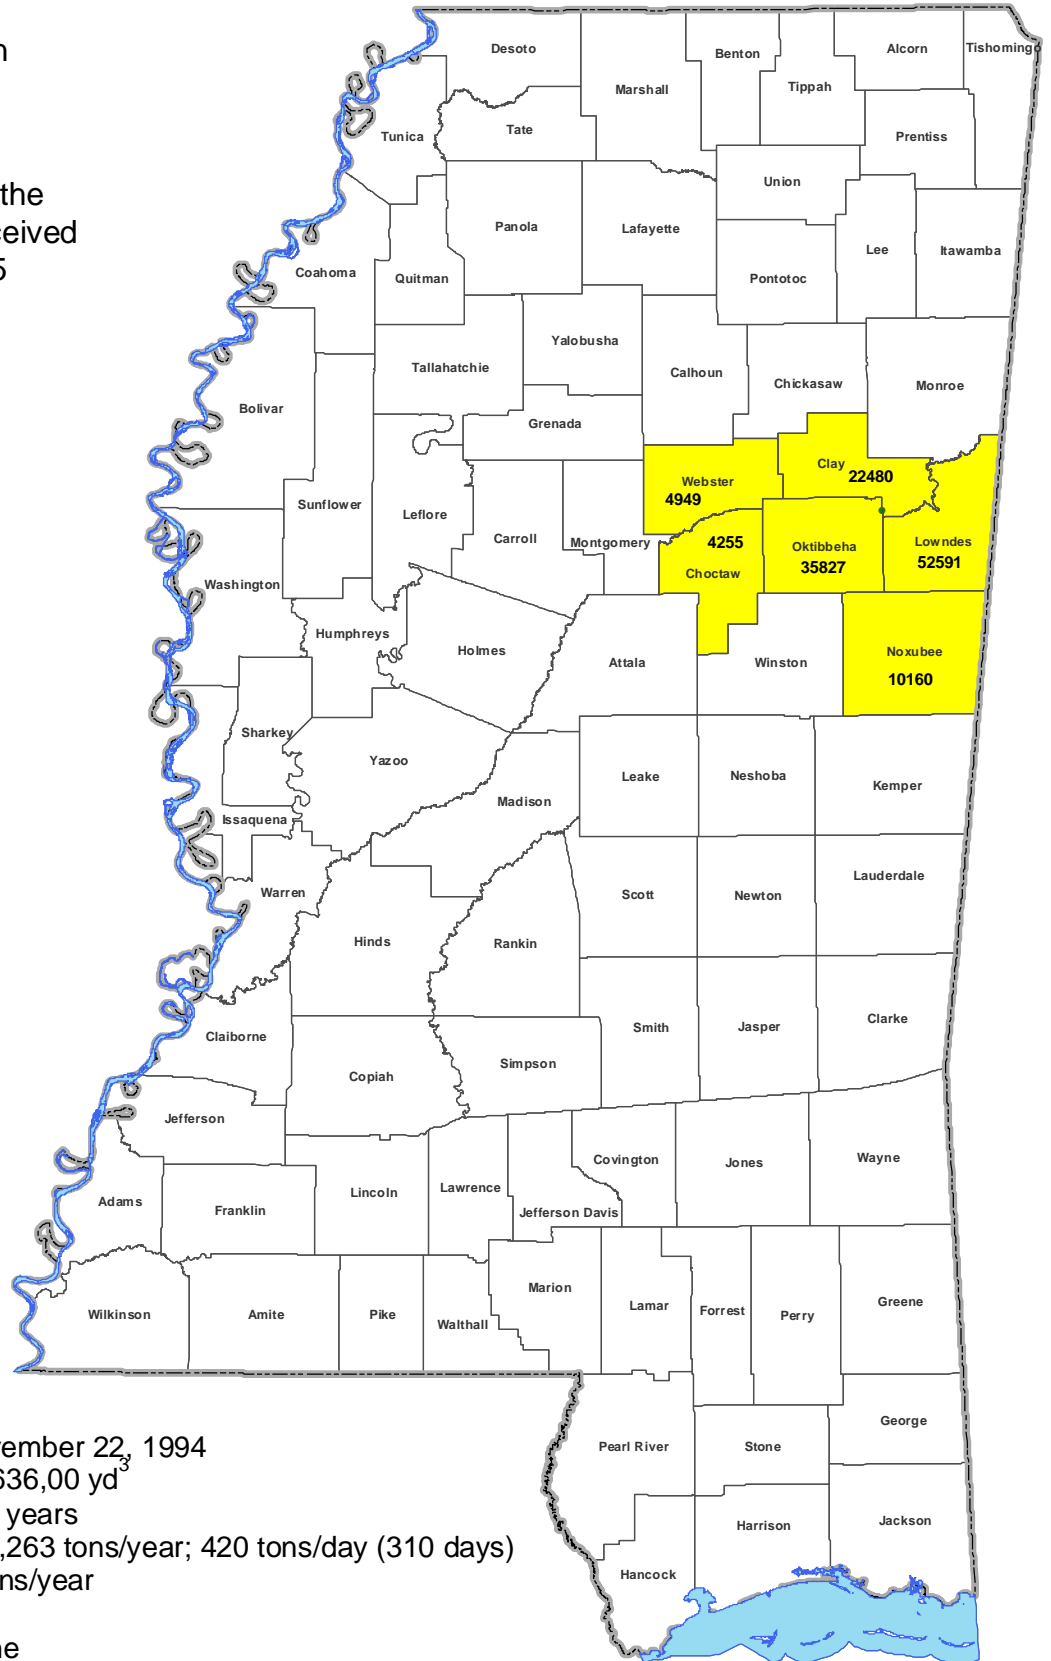 n
the
ceived
5
Desoto
Benton
Alcorn
Tishomingo
Marshall
Tippah
Tunica
Tate
Prentiss
Union
Panola
Lafayette
Lee
Itawamba
Coahoma
Quitman
Pontotoc
Yalobusha
Tallahatchie
Calhoun
Chickasaw
Monroe
Bolivar
Grenada
Clay
22480
Webster
4949
Sunflower
Leflore
Carroll
Montgomery
4255
Choctaw
Oktibbeha
35827
Lowndes
52591
Washington
Humphreys
Holmes
Attala
Winston
Noxubee
10160
Sharkey
Yazoo
Leake
Neshoba
Kemper
Madison
Issaquena
Warren
Scott
Newton
Lauderdale
Hinds
Rankin
Claiborne
Smith
Jasper
Clarke
Copiah
Simpson
Jefferson
Covington
Jones
Wayne
Adams
Franklin
Lincoln
Lawrence
Jefferson Davis
Wilkinson
Amite
Pike
Walthall
Marion
Lamar
Forrest
Perry
Greene
George
Pearl River
Stone
Harrison
Jackson
Hancock
vember 22, 1994
636,00 yd3
years
,263 tons/year; 420 tons/day (310 days)
ns/year
ne